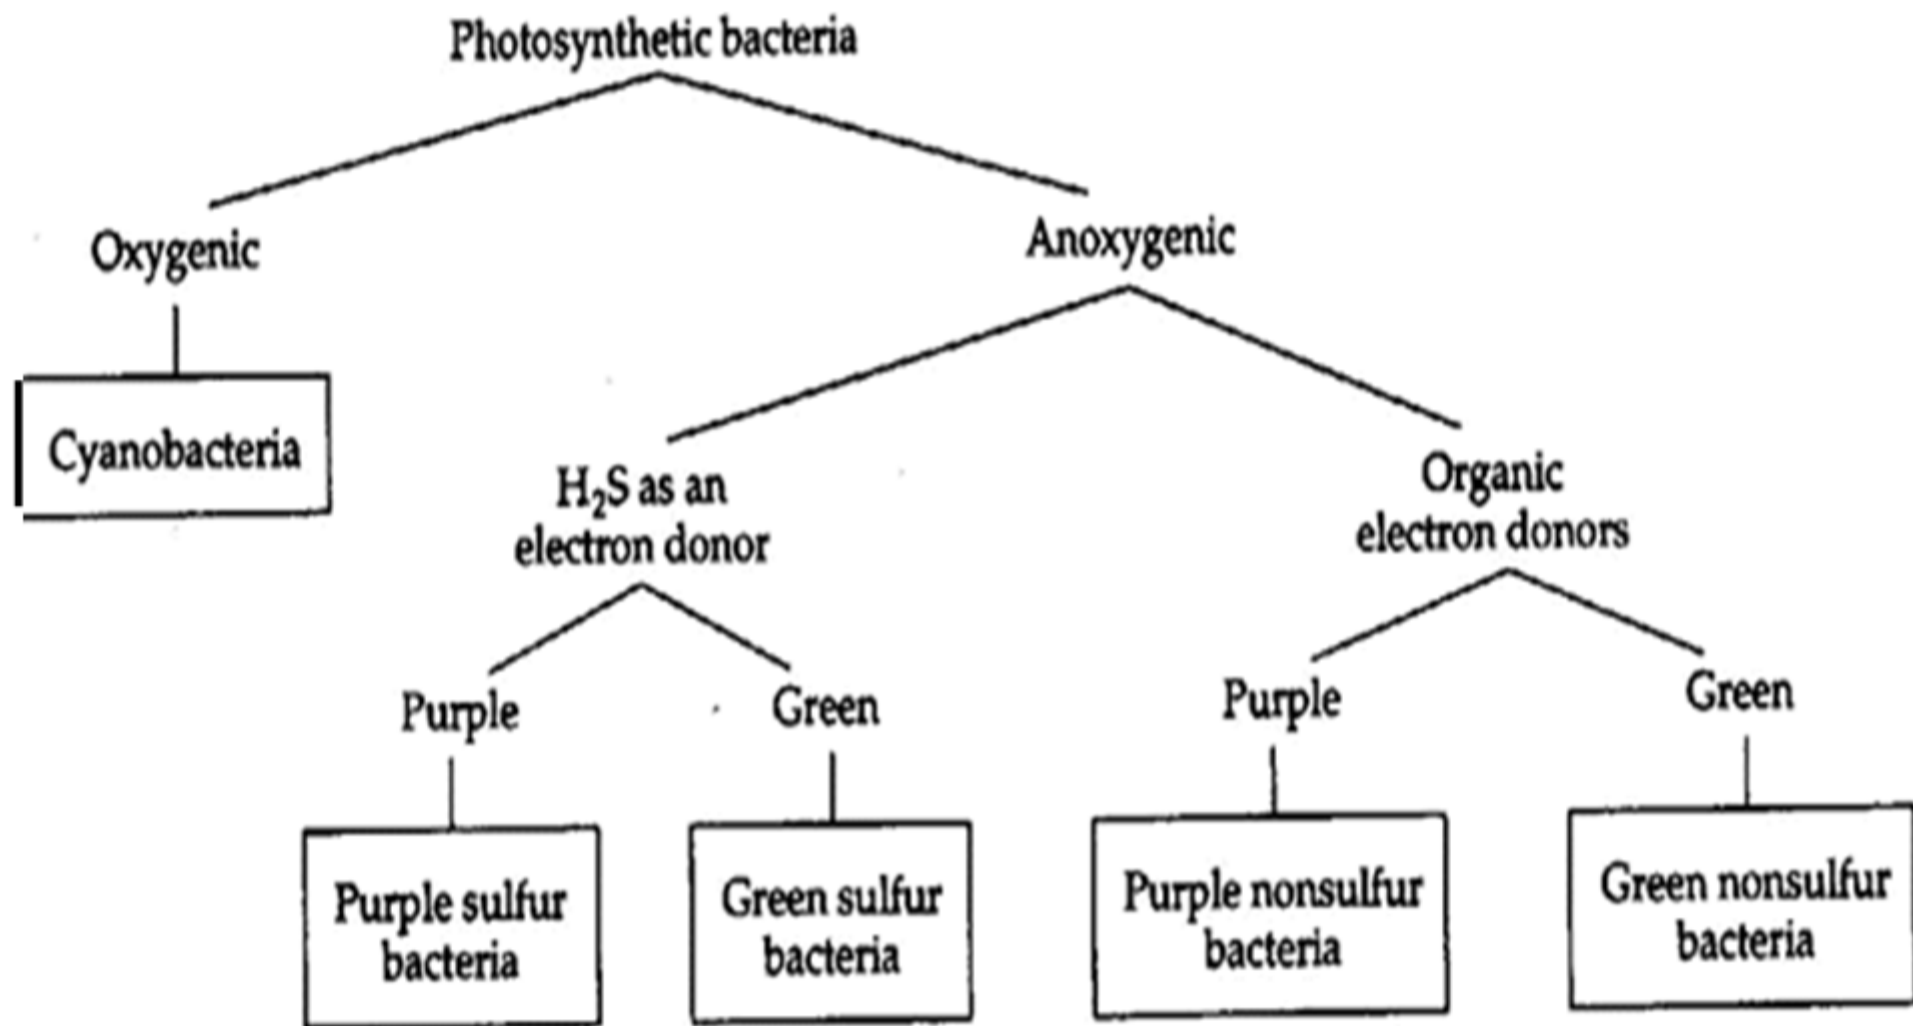 Photosynthetic bacteria
Oxygenic
Anoxygenic
Cyanobacteria
H₂S as an
electron donor
Organic
electron donors
Purple
Green
Purple
Green
Purple sulfur
bacteria
Green sulfur
bacteria
Purple nonsulfur
bacteria
Green nonsulfur
bacteria